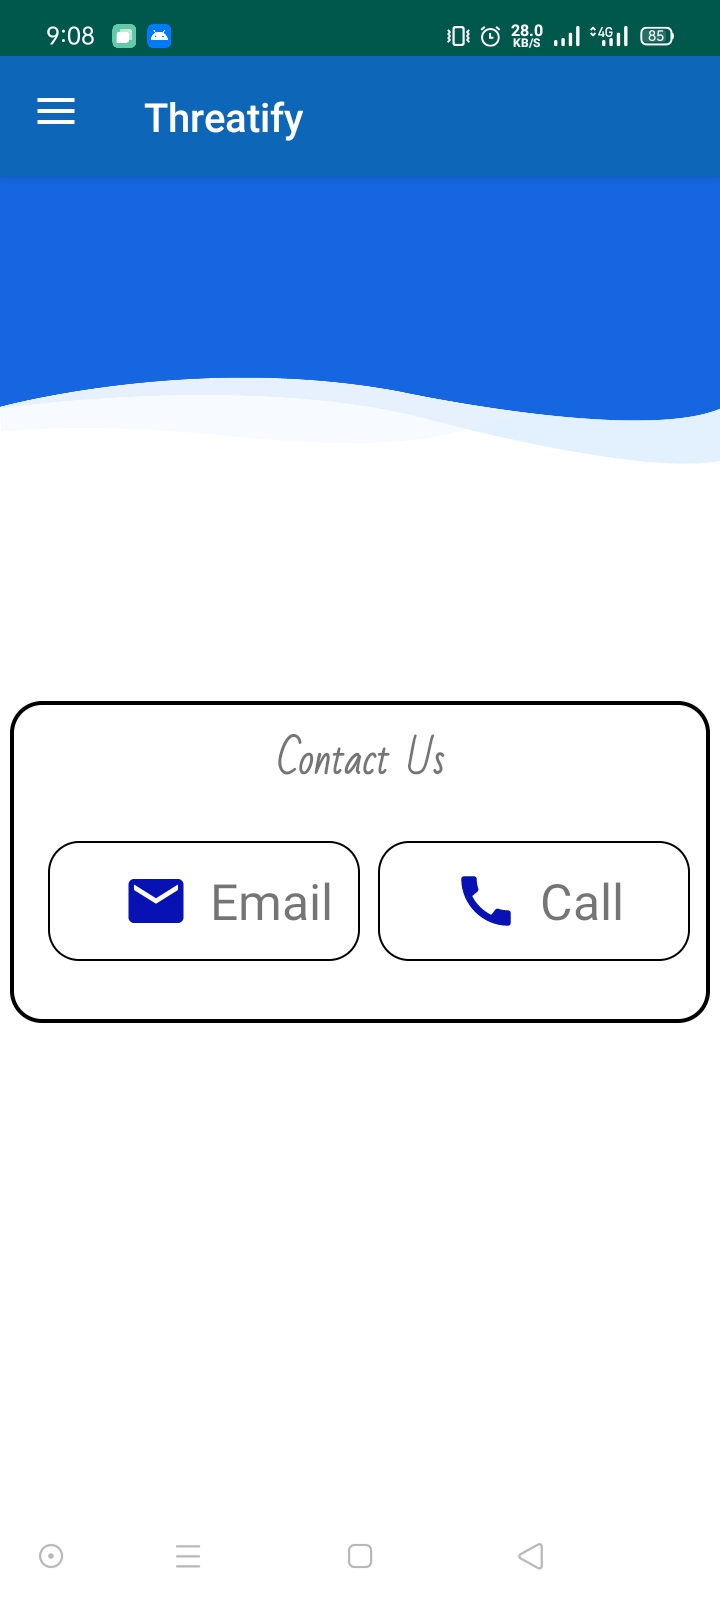 9:08 28.0 KB/S 4G 85
Threatify
Contact Us
Email Call